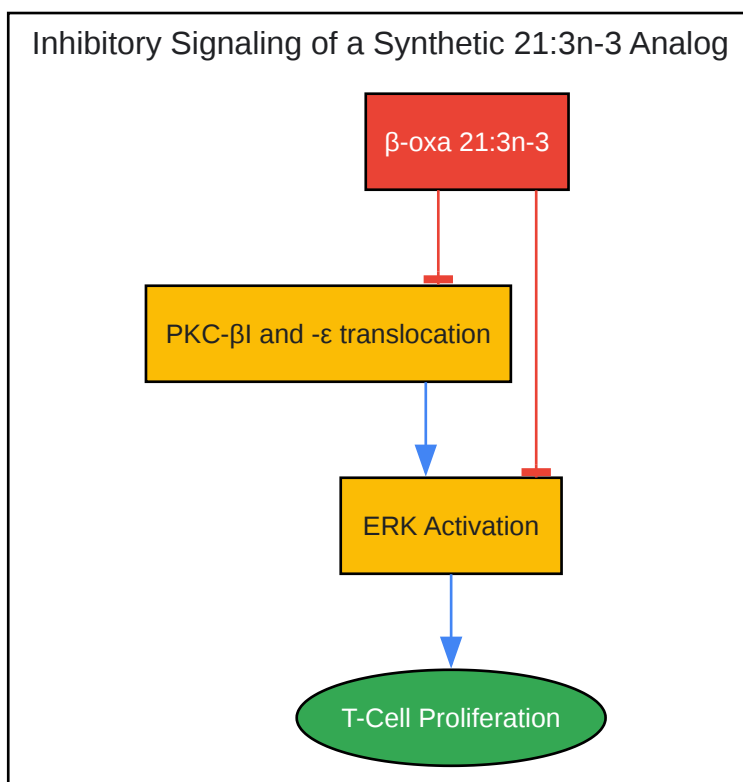 Inhibitory Signaling of a Synthetic 21:3n-3 Analog
β-oxa 21:3n-3
PKC-βI and -ε translocation
ERK Activation
T-Cell Proliferation